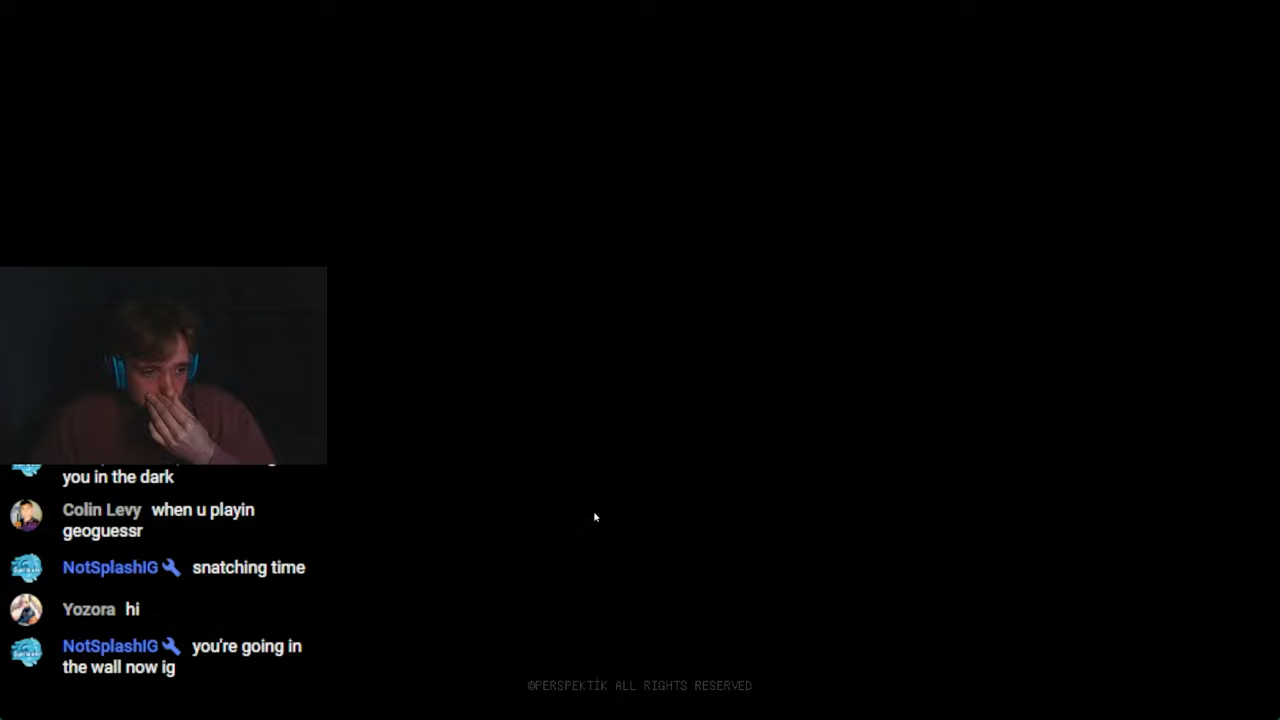 you in the dark
Colin Levy when u playin
geoguessr
NotSplashIG snatching time
Yozora hi
NotSplashIG you're going in
the wall now ig
©PERSPEKTİK ALL RIGHTS RESERVED